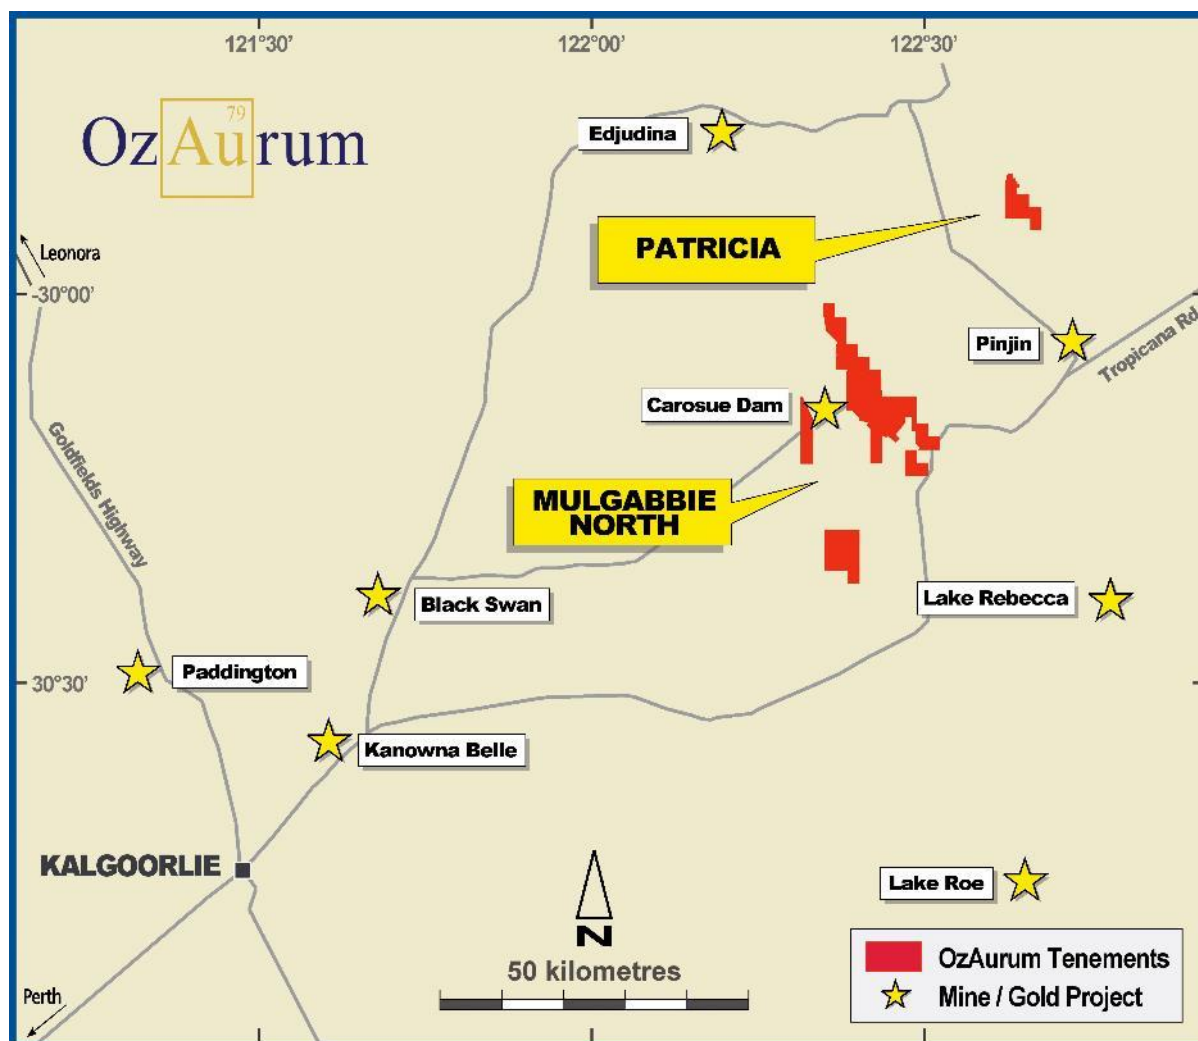 121°30' 122°00' 122°30'
79
OzAurum
Edjudina
PATRICIA
Leonora
-30°00'
Pinjin
Tropicana Rd
Carosue Dam
Goldfields Highway
MULGABBIE
NORTH
Black Swan
Lake Rebecca
Paddington
30°30'
Kanowna Belle
KALGOORLIE
Lake Roe
N
50 kilometres
OzAurum Tenements
Mine / Gold Project
Perth